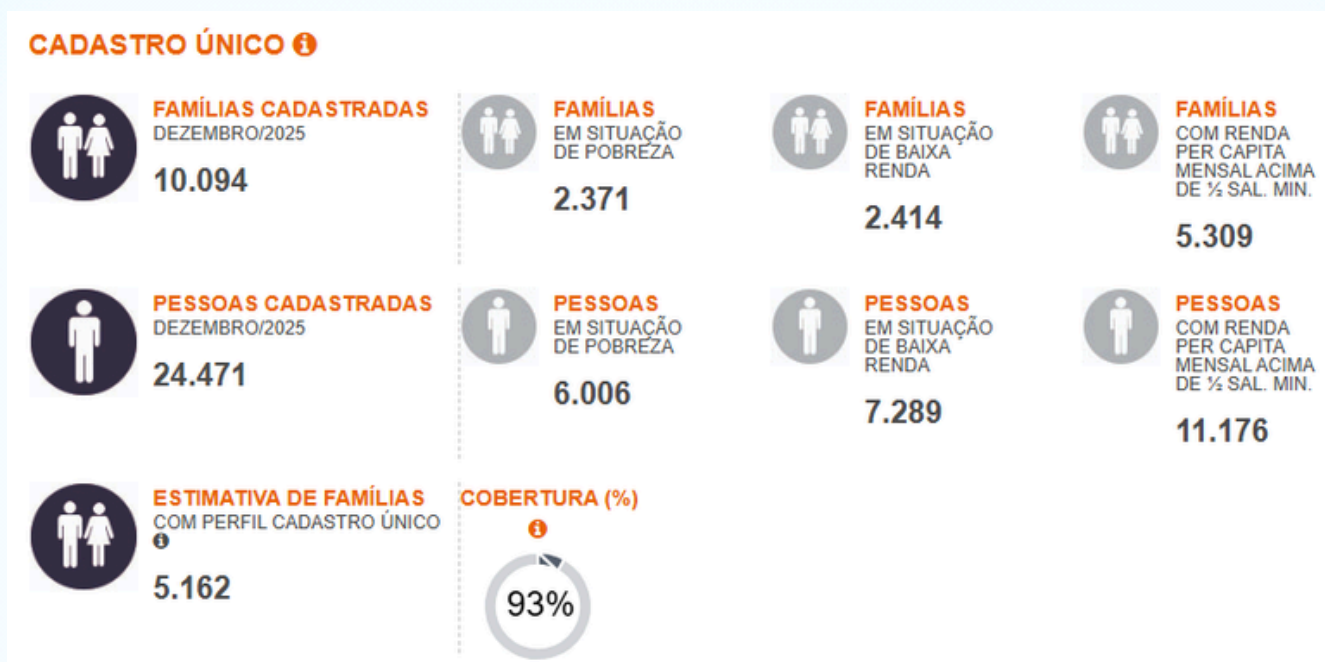 CADASTRO ÚNICO
FAMÍLIAS CADASTRADAS
DEZEMBRO/2025
10.094
FAMÍLIAS
EM SITUAÇÃO
DE POBREZA
2.371
FAMÍLIAS
EM SITUAÇÃO
DE BAIXA
RENDA
2.414
FAMÍLIAS
COM RENDA
PER CAPITA
MENSAL ACIMA
DE ½ SAL. MIN.
5.309
PESSOAS CADASTRADAS
DEZEMBRO/2025
24.471
PESSOAS
EM SITUAÇÃO
DE POBREZA
6.006
PESSOAS
EM SITUAÇÃO
DE BAIXA
RENDA
7.289
PESSOAS
COM RENDA
PER CAPITA
MENSAL ACIMA
DE ½ SAL. MIN.
11.176
ESTIMATIVA DE FAMÍLIAS
COM PERFIL CADASTRO ÚNICO
5.162
COBERTURA (%)
93%